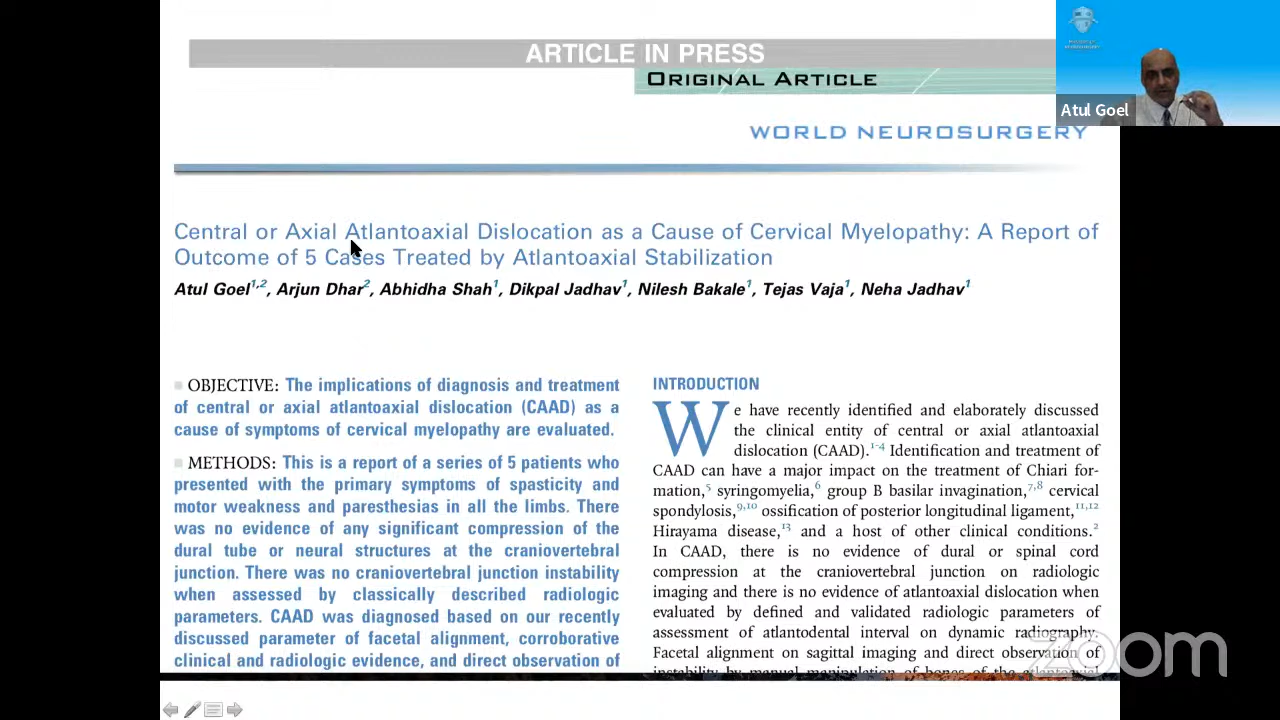 ARTICLE IN PRESS
ORIGINAL ARTICLE
WORLD NEUROSURGERY
Atul Goel
Central or Axial Atlantoaxial Dislocation as a Cause of Cervical Myelopathy: A Report of
Outcome of 5 Cases Treated by Atlantoaxial Stabilization
Atul Goel1,2, Arjun Dhar2, Abhidha Shah1, Dikpal Jadhav1, Nilesh Bakale1, Tejas Vaja1, Neha Jadhav1
OBJECTIVE: The implications of diagnosis and treatment
of central or axial atlantoaxial dislocation (CAAD) as a
cause of symptoms of cervical myelopathy are evaluated.
METHODS: This is a report of a series of 5 patients who
presented with the primary symptoms of spasticity and
motor weakness and paresthesias in all the limbs. There
was no evidence of any significant compression of the
dural tube or neural structures at the craniovertebral
junction. There was no craniovertebral junction instability
when assessed by classically described radiologic
parameters. CAAD was diagnosed based on our recently
discussed parameter of facetal alignment, corroborative
clinical and radiologic evidence, and direct observation of
INTRODUCTION
We have recently identified and elaborately discussed
the clinical entity of central or axial atlantoaxial
dislocation (CAAD).1-4 Identification and treatment of
CAAD can have a major impact on the treatment of Chiari for-
mation,5 syringomyelia,6 group B basilar invagination,7,8 cervical
spondylosis,9,10 ossification of posterior longitudinal ligament,11,12
Hirayama disease,13 and a host of other clinical conditions.2
In CAAD, there is no evidence of dural or spinal cord
compression at the craniovertebral junction on radiologic
imaging and there is no evidence of atlantoaxial dislocation when
evaluated by defined and validated radiologic parameters of
assessment of atlantodental interval on dynamic radiography.
Facetal alignment on sagittal imaging and direct observation of
instability by manual manipulation of bones of the atlantoaxial
zoom